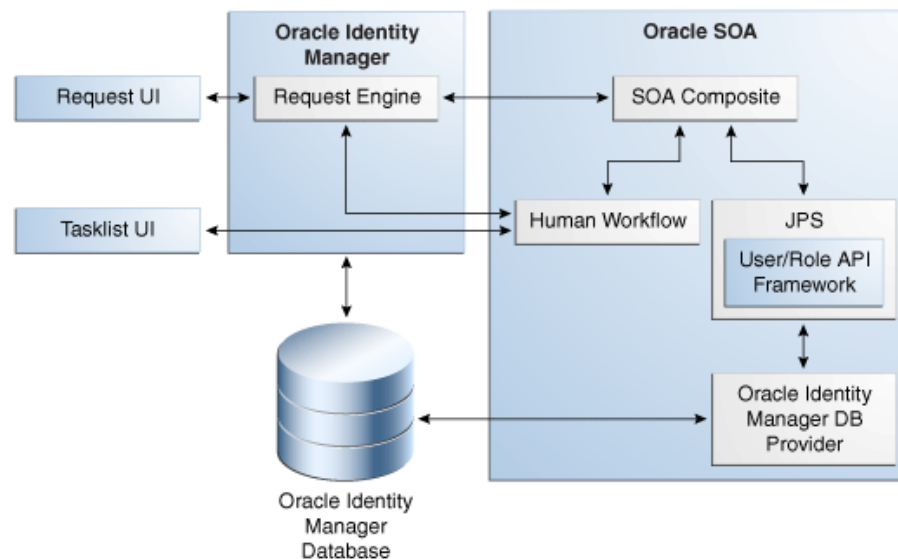 Oracle Identity
Manager
Oracle SOA
Request UI
Request Engine
SOA Composite
Tasklist UI
Human Workflow
JPS
User/Role API
Framework
Oracle Identity
Manager DB
Provider
Oracle Identity
Manager
Database